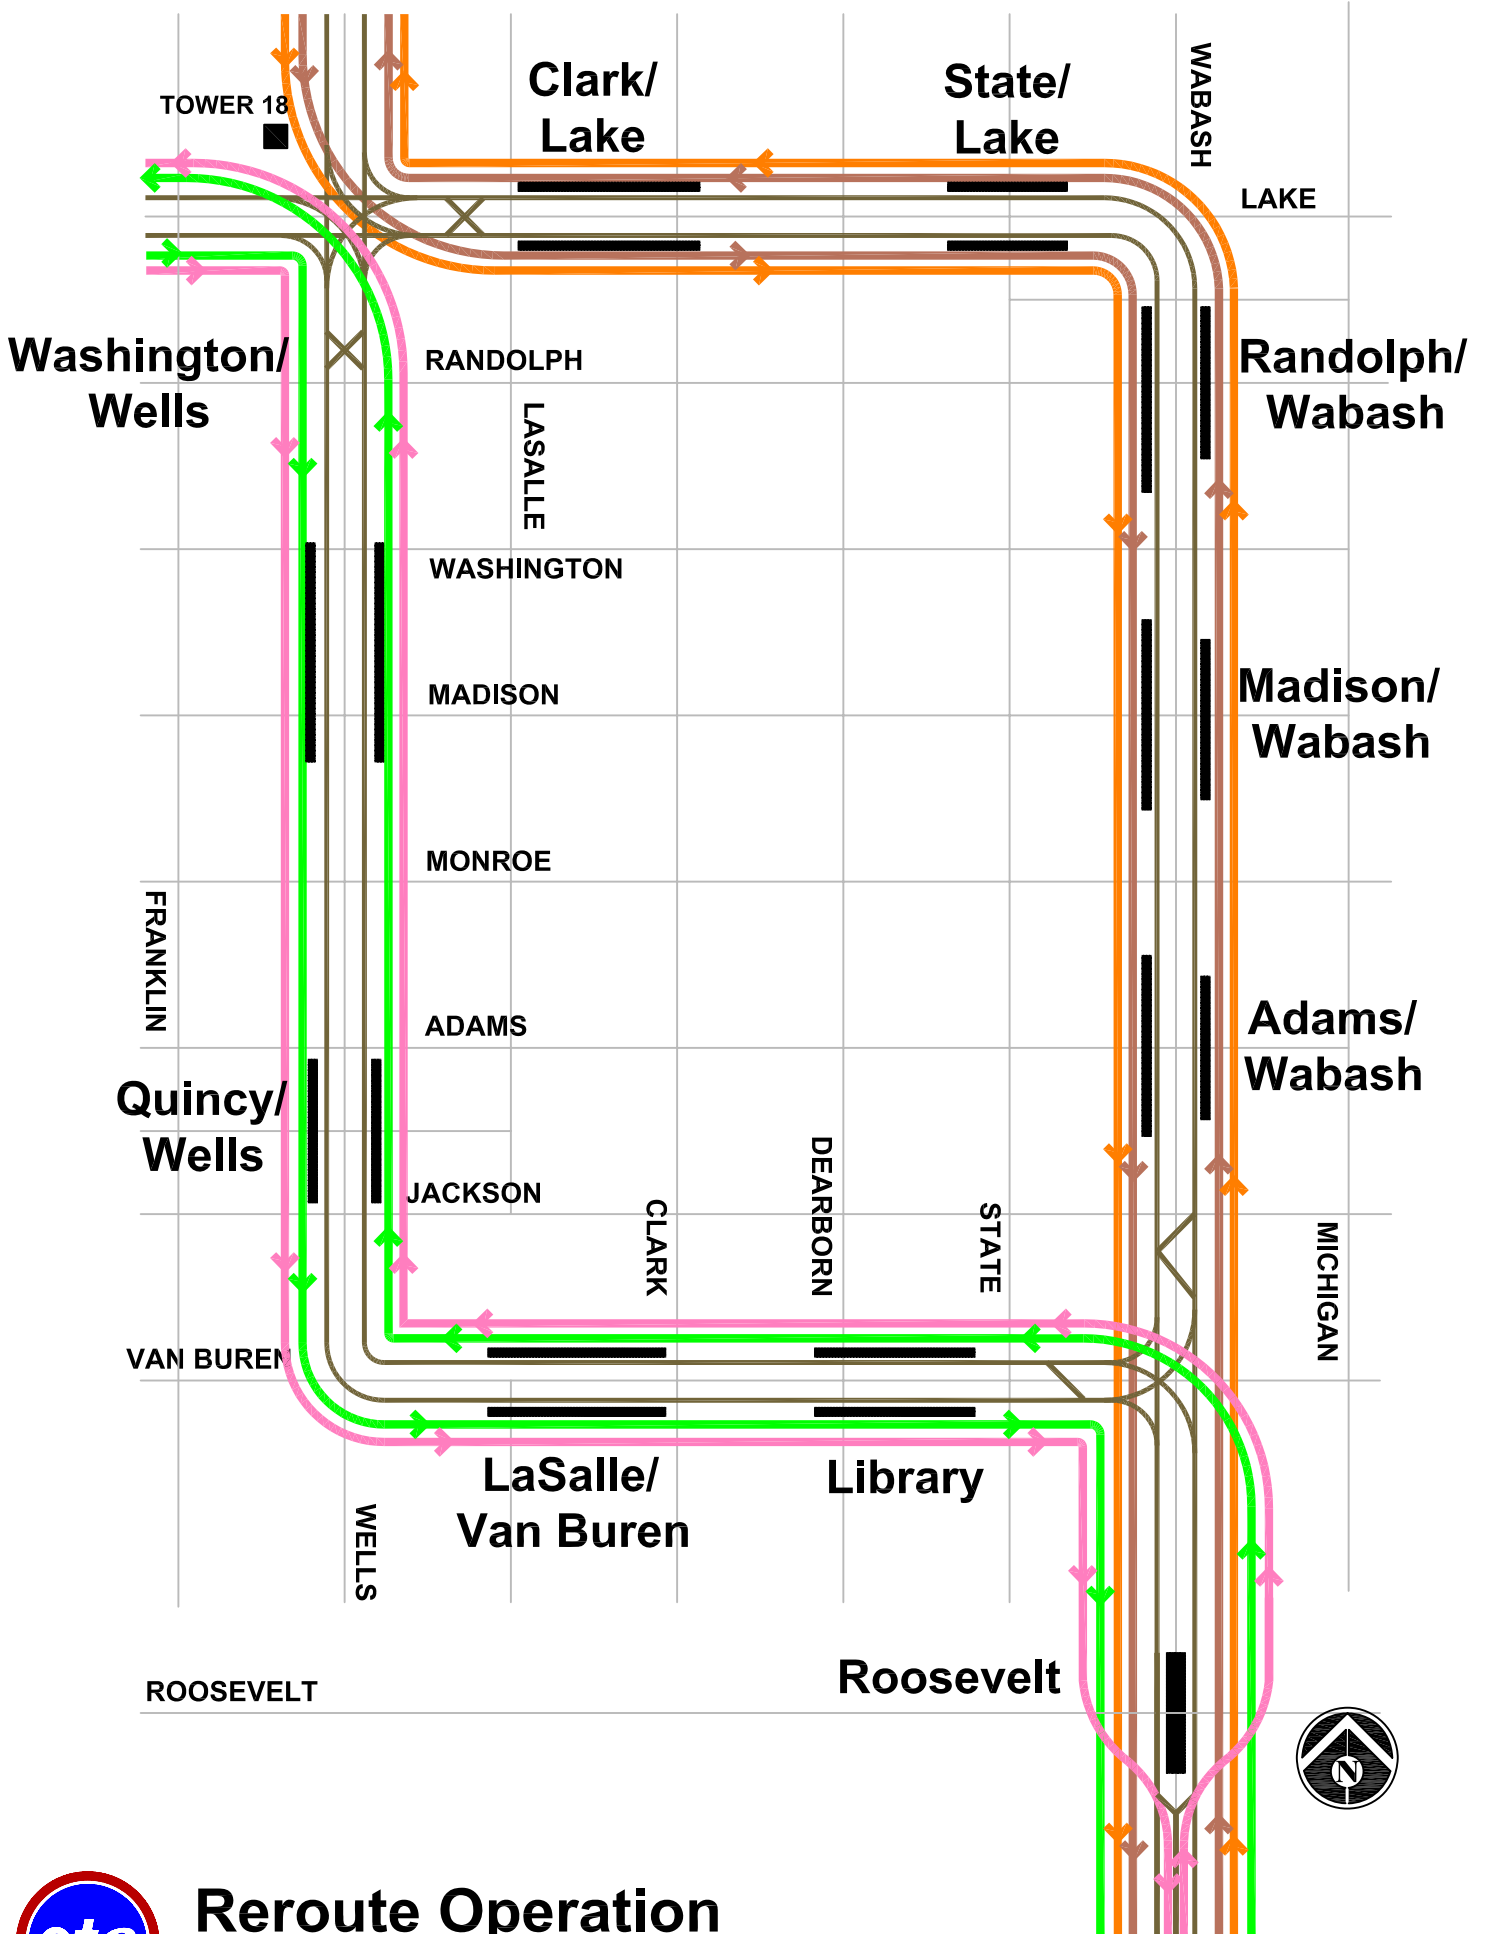 Clark/
Lake
State/
Lake
WABASH
TOWER 18
LAKE
Washington/
Wells
RANDOLPH
Randolph/
Wabash
LASALLE
WASHINGTON
MADISON
Madison/
Wabash
MONROE
FRANKLIN
ADAMS
Adams/
Wabash
Quincy/
Wells
JACKSON
CLARK
DEARBORN
STATE
MICHIGAN
VAN BUREN
LaSalle/
Van Buren
Library
WELLS
Roosevelt
ROOSEVELT
N
cta
Reroute Operation